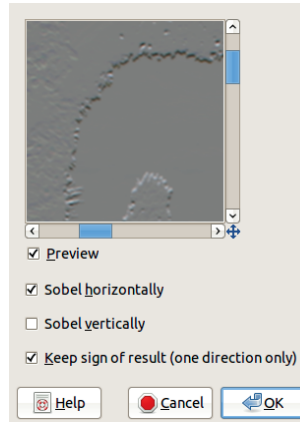 Preview
Sobel horizontally
Sobel vertically
Keep sign of result (one direction only)
Help Cancel OK